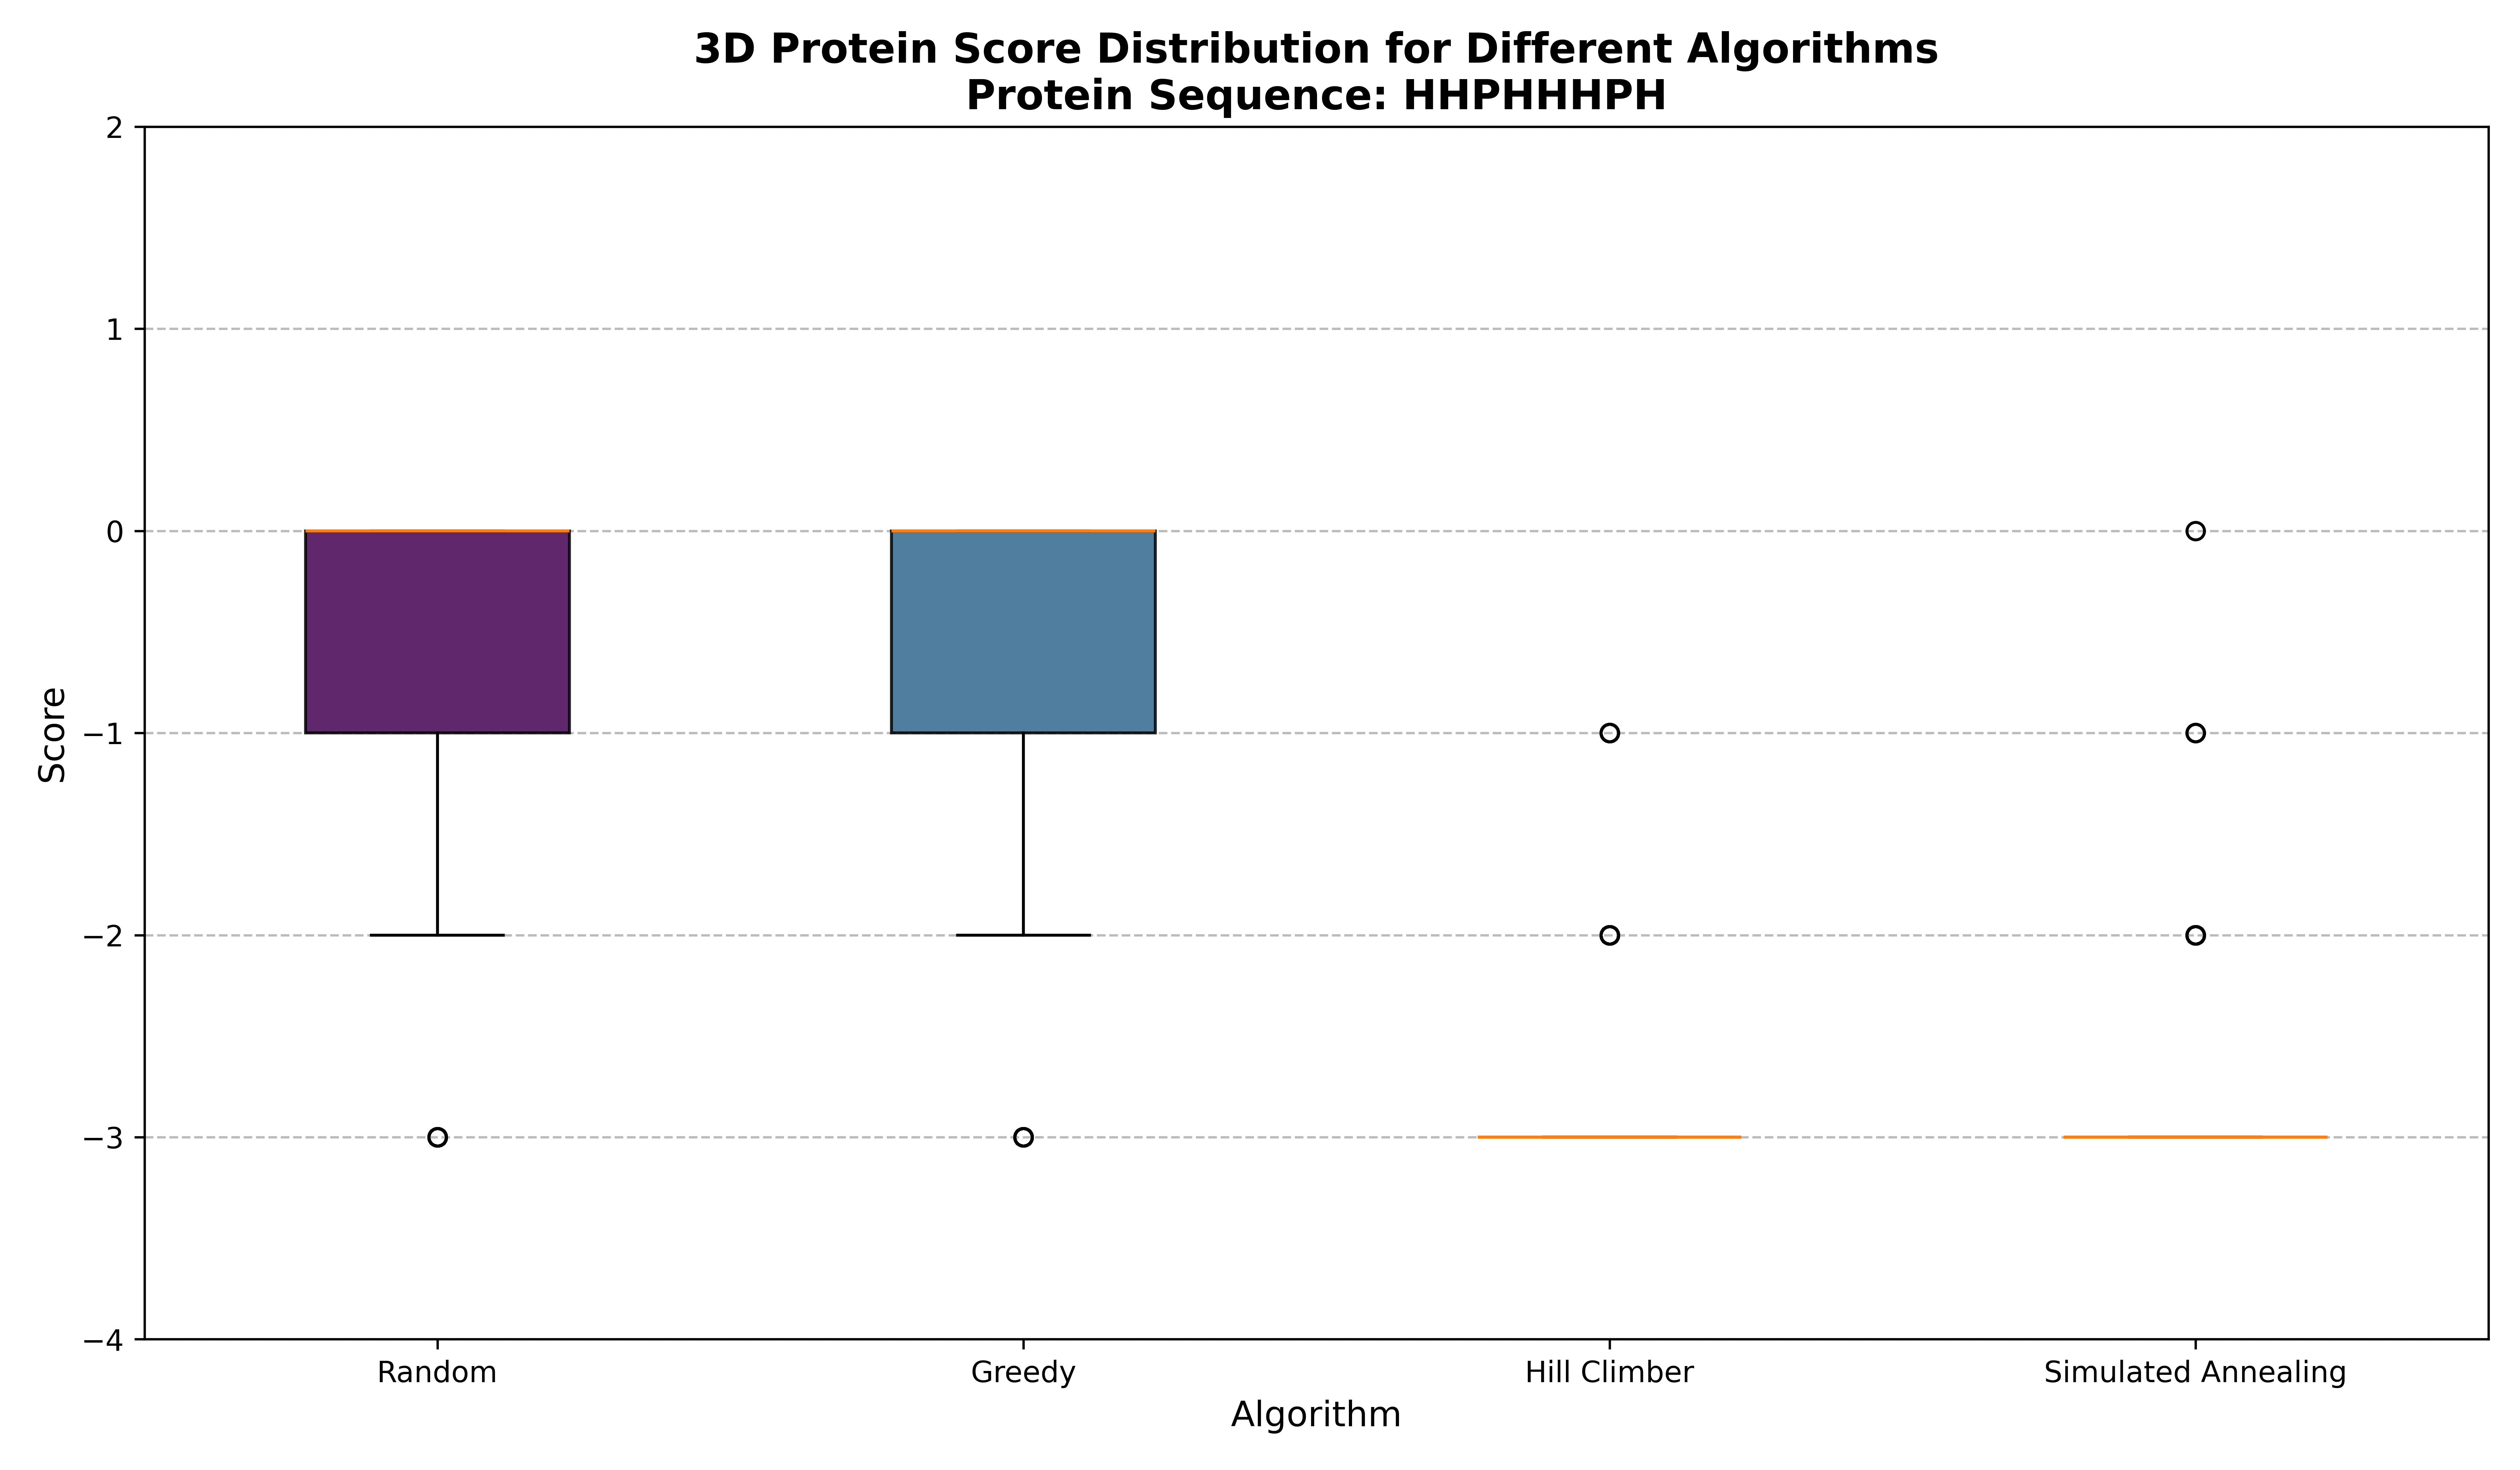 3D Protein Score Distribution for Different Algorithms
Protein Sequence: HHPHHHPH
2
1
0
−1
−2
−3
−4
Score
Random
Greedy
Hill Climber
Simulated Annealing
Algorithm